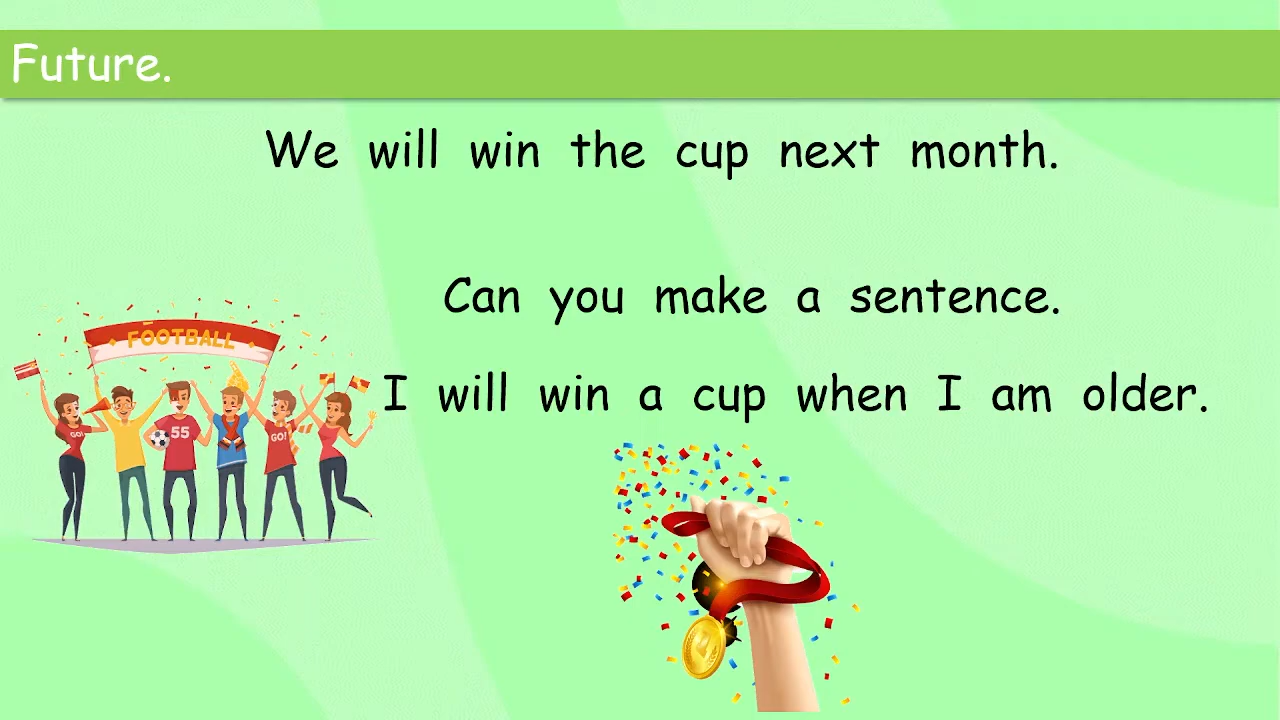 Future.
We will win the cup next month.
Can you make a sentence.
FOOTBALL
I will win a cup when I am older.
GO!
55
GO!